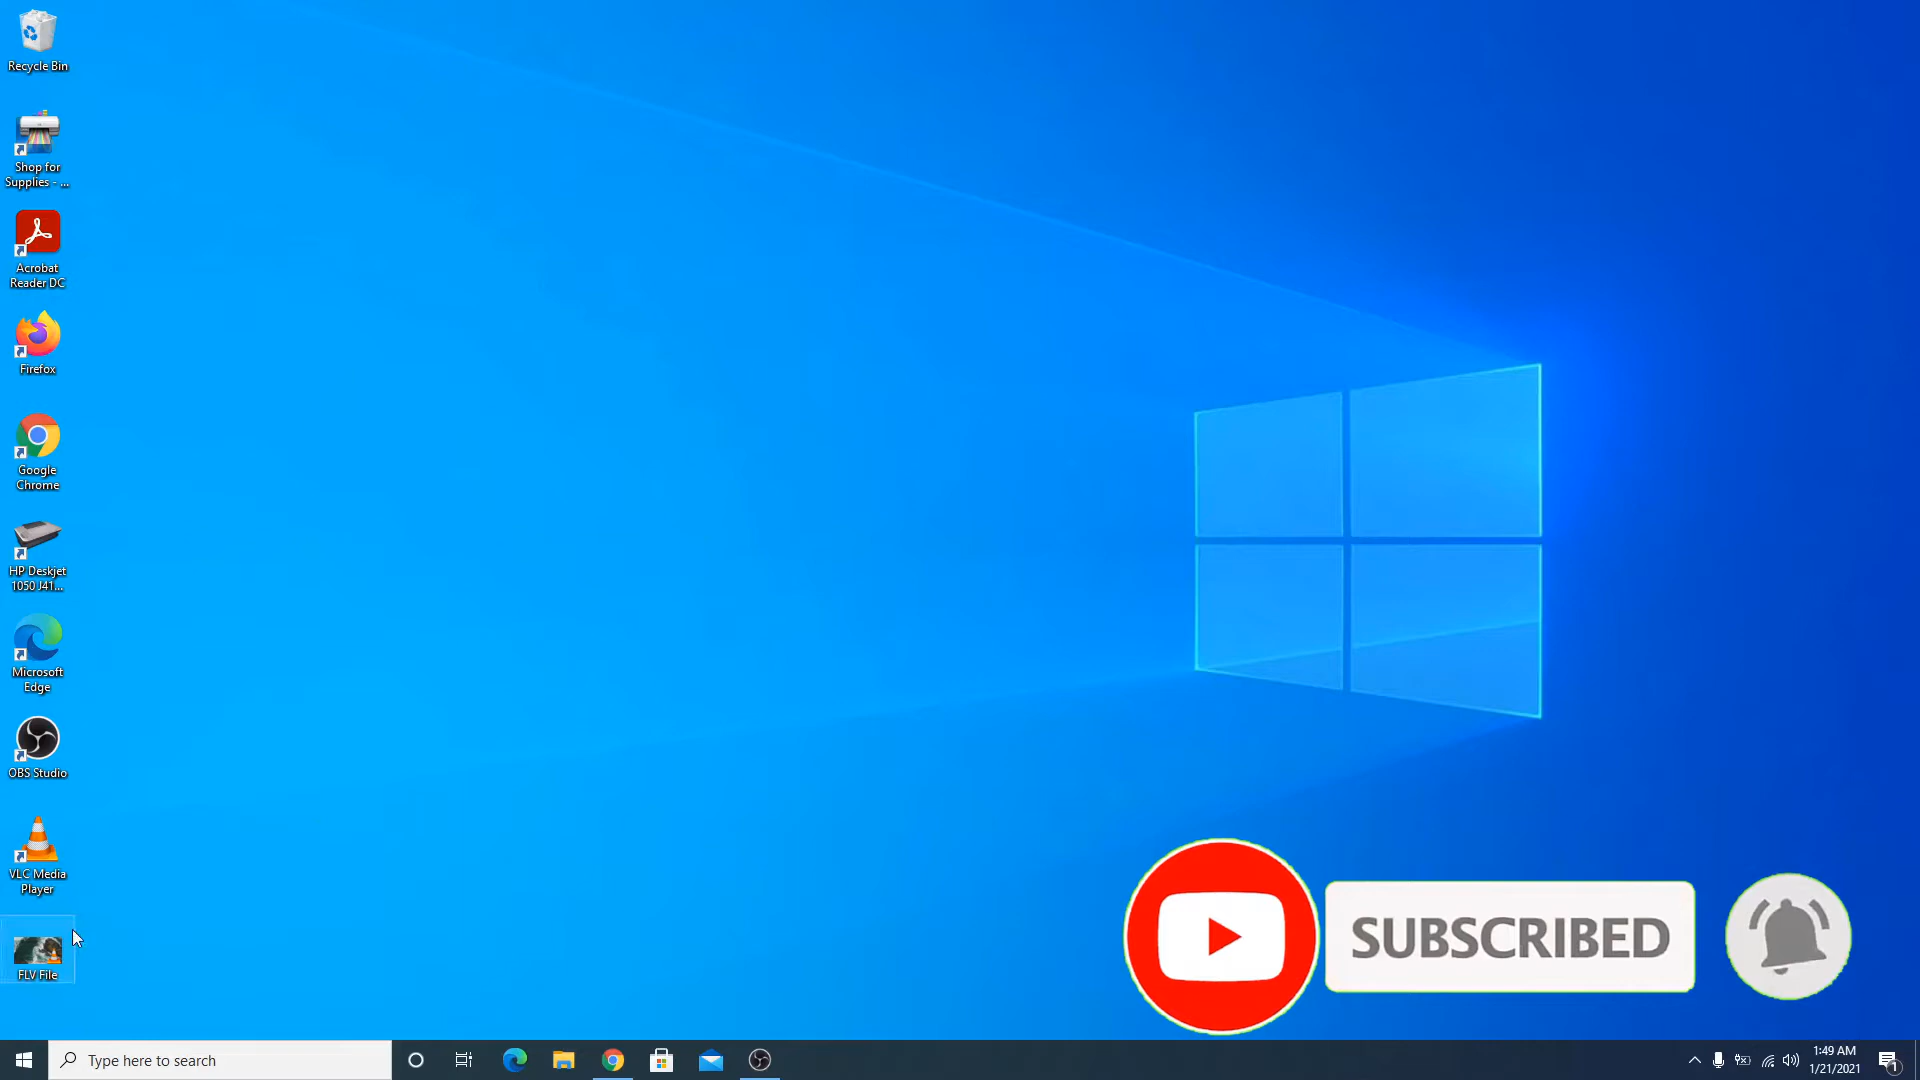 Recycle Bin
Shop for
Supplies - ...
Acrobat
Reader DC
Firefox
Google
Chrome
HP Deskjet
1050 J41...
Microsoft
Edge
OBS Studio
VLC Media
Player
FLV File
SUBSCRIBED
Type here to search
1:49 AM
1/21/2021
1